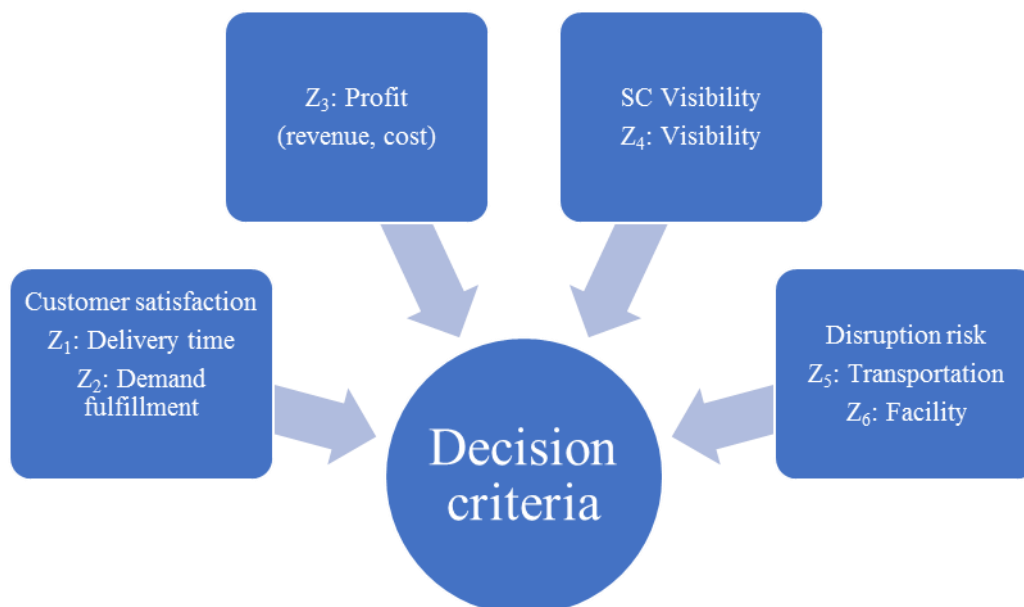 Z₃: Profit
(revenue, cost)
SC Visibility
Z₄: Visibility
Customer satisfaction
Z₁: Delivery time
Z₂: Demand
fulfillment
Disruption risk
Z₅: Transportation
Z₆: Facility
Decision
criteria